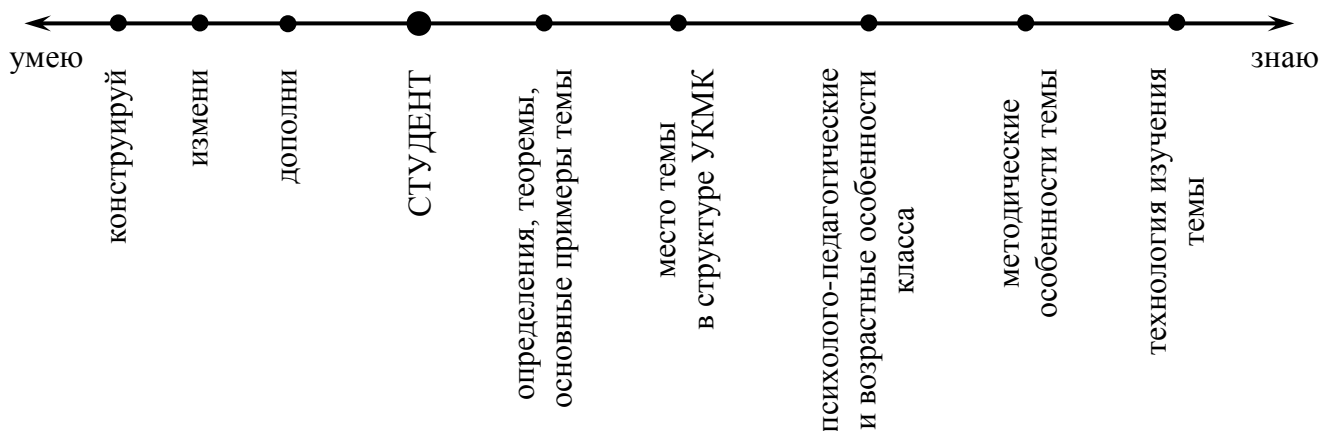 умею
знаю
конструируй
измени
дополни
СТУДЕНТ
определения, теоремы,
основные примеры темы
место темы
в структуре УКМК
психолого-педагогические
и возрастные особенности
класса
методические
особенности темы
технология изучения
темы